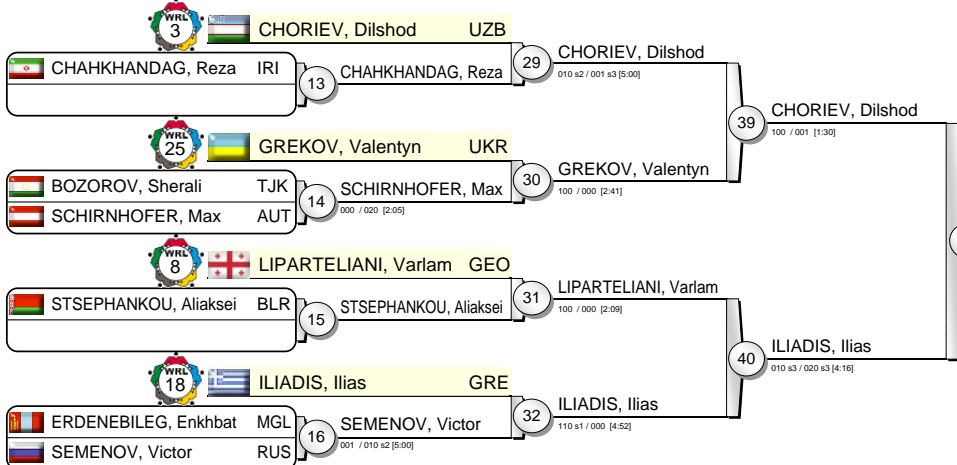 WRL
3
CHORIEV, Dilshod UZB
CHAHKHANDAG, Reza IRI
13
CHAHKHANDAG, Reza
29
CHORIEV, Dilshod
010 s2 / 001 s3 [5:00]
39
CHORIEV, Dilshod
100 / 001 [1:30]
WRL
25
GREKOV, Valentyn UKR
BOZOROV, Sherali TJK
SCHIRNHOFER, Max AUT
14
SCHIRNHOFER, Max
000 / 020 [2:05]
30
GREKOV, Valentyn
100 / 000 [2:41]
WRL
8
LIPARTELIANI, Varlam GEO
STSEPHANKOU, Aliaksei BLR
15
STSEPHANKOU, Aliaksei
31
LIPARTELIANI, Varlam
100 / 000 [2:09]
40
ILIADIS, Ilias
010 s3 / 020 s3 [4:16]
WRL
18
ILIADIS, Ilias GRE
ERDENEBILEG, Enkhbat MGL
SEMENOV, Victor RUS
16
SEMENOV, Victor
001 / 010 s2 [5:00]
32
ILIADIS, Ilias
110 s1 / 000 [4:52]